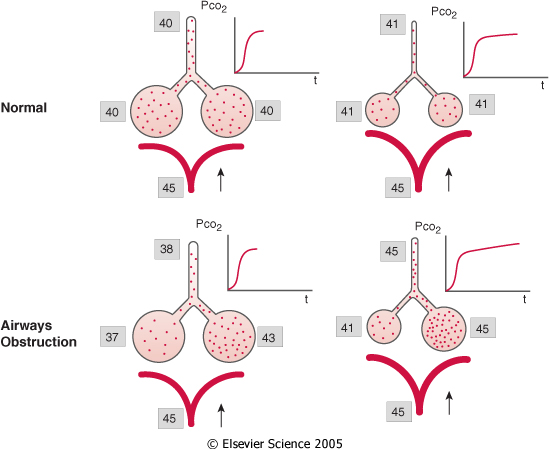 Pco2
40
t
40
40
45
Pco2
41
t
41
41
45
Normal
Pco2
38
t
37
43
45
Pco2
45
t
41
45
45
Airways
Obstruction
© Elsevier Science 2005